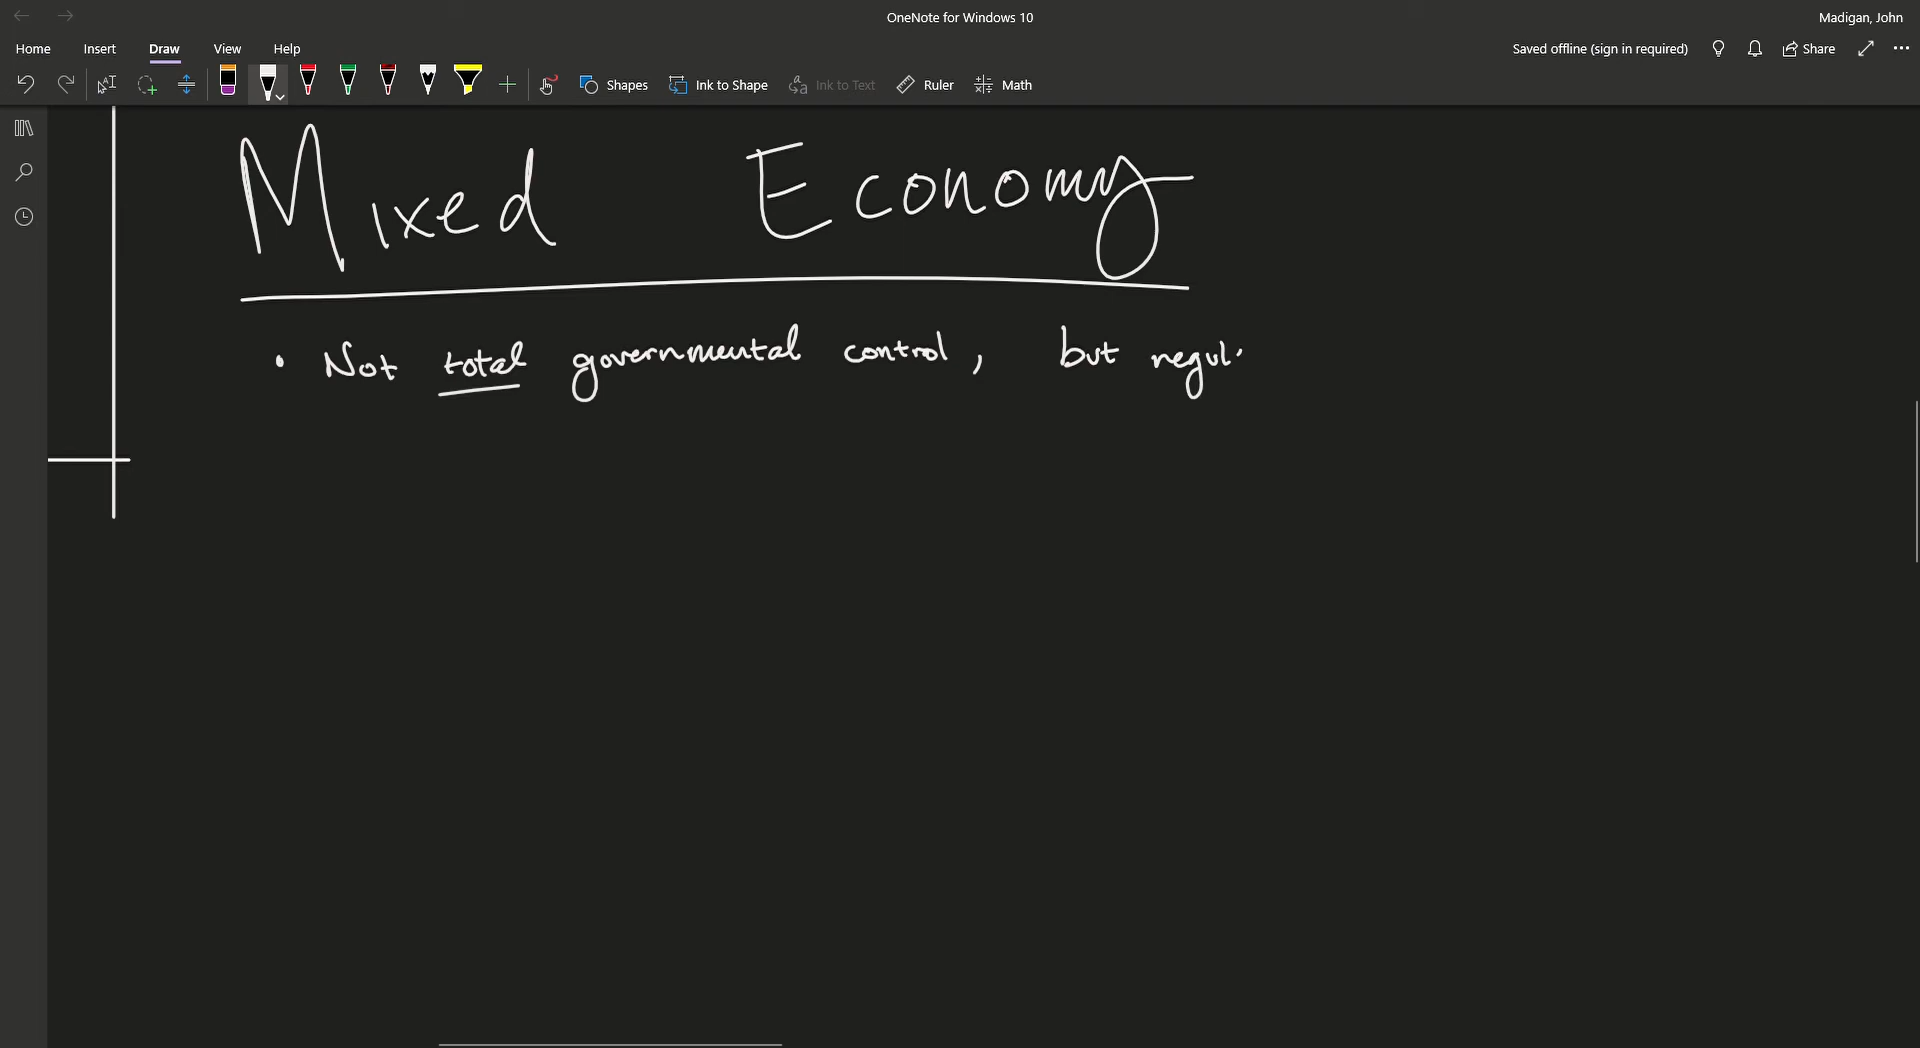 OneNote for Windows 10
Madigan, John
Home Insert Draw View Help
Saved offline (sign in required) Share
Shapes Ink to Shape Ink to Text Ruler Math
Mixed Economy
• Not total governmental control, but regul